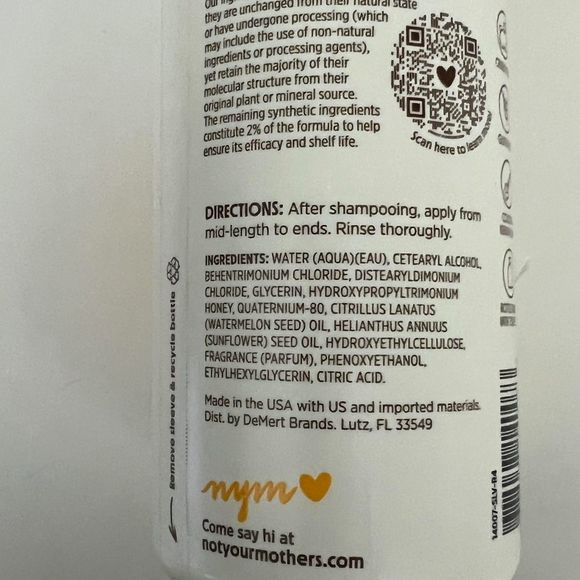 they are unchanged from their natural state
or have undergone processing (which
may include the use of non-natural
ingredients or processing agents),
yet retain the majority of their
molecular structure from their
original plant or mineral source.
The remaining synthetic ingredients
constitute 2% of the formula to help
ensure its efficacy and shelf life.
Scan here to learn more!
DIRECTIONS: After shampooing, apply from
mid-length to ends. Rinse thoroughly.
INGREDIENTS: WATER (AQUA)(EAU), CETEARYL ALCOHOL,
BEHENTRIMONIUM CHLORIDE, DISTEARYLDIMONIUM
CHLORIDE, GLYCERIN, HYDROXYPROPYLTRIMONIUM
HONEY, QUATERNIUM-80, CITRILLUS LANATUS
(WATERMELON SEED) OIL, HELIANTHUS ANNUUS
(SUNFLOWER) SEED OIL, HYDROXYETHYLCELLULOSE,
FRAGRANCE (PARFUM), PHENOXYETHANOL,
ETHYLHEXYLGLYCERIN, CITRIC ACID.
Made in the USA with US and imported materials.
Dist. by DeMert Brands. Lutz, FL 33549
nym
Come say hi at
notyourmothers.com
Remove sleeve & recycle bottle
14007-SLV-R4